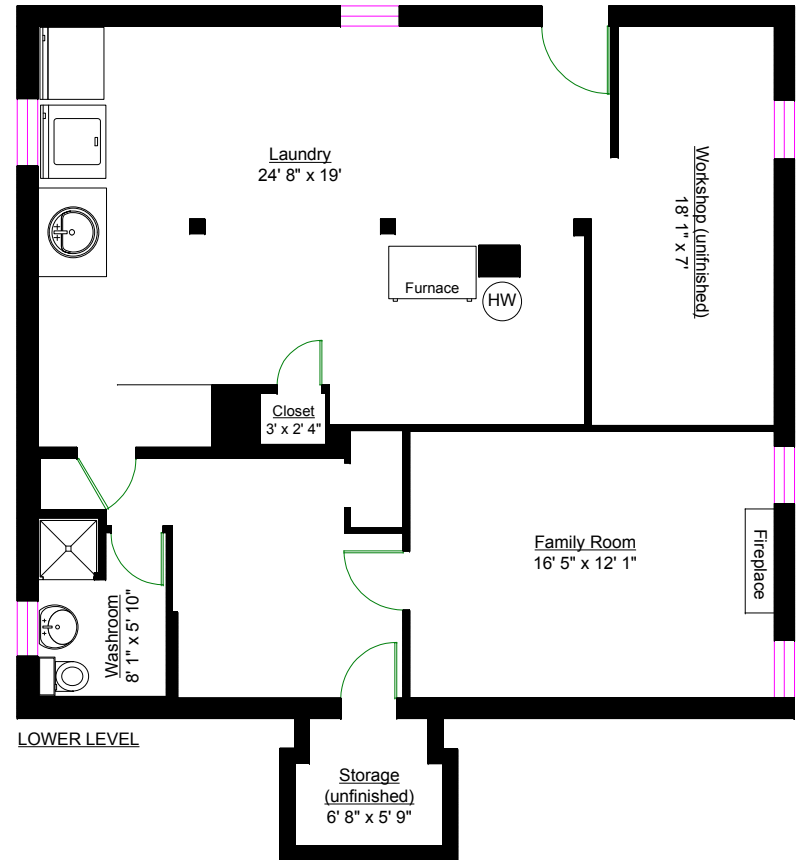 Laundry
24' 8" x 19'
Workshop (unifnished)
18' 1" x 7'
Furnace
HW
Closet
3' x 2' 4"
Family Room
16' 5" x 12' 1"
Fireplace
Washroom
8' 1" x 5' 10"
LOWER LEVEL
Storage
(unfinished)
6' 8" x 5' 9"